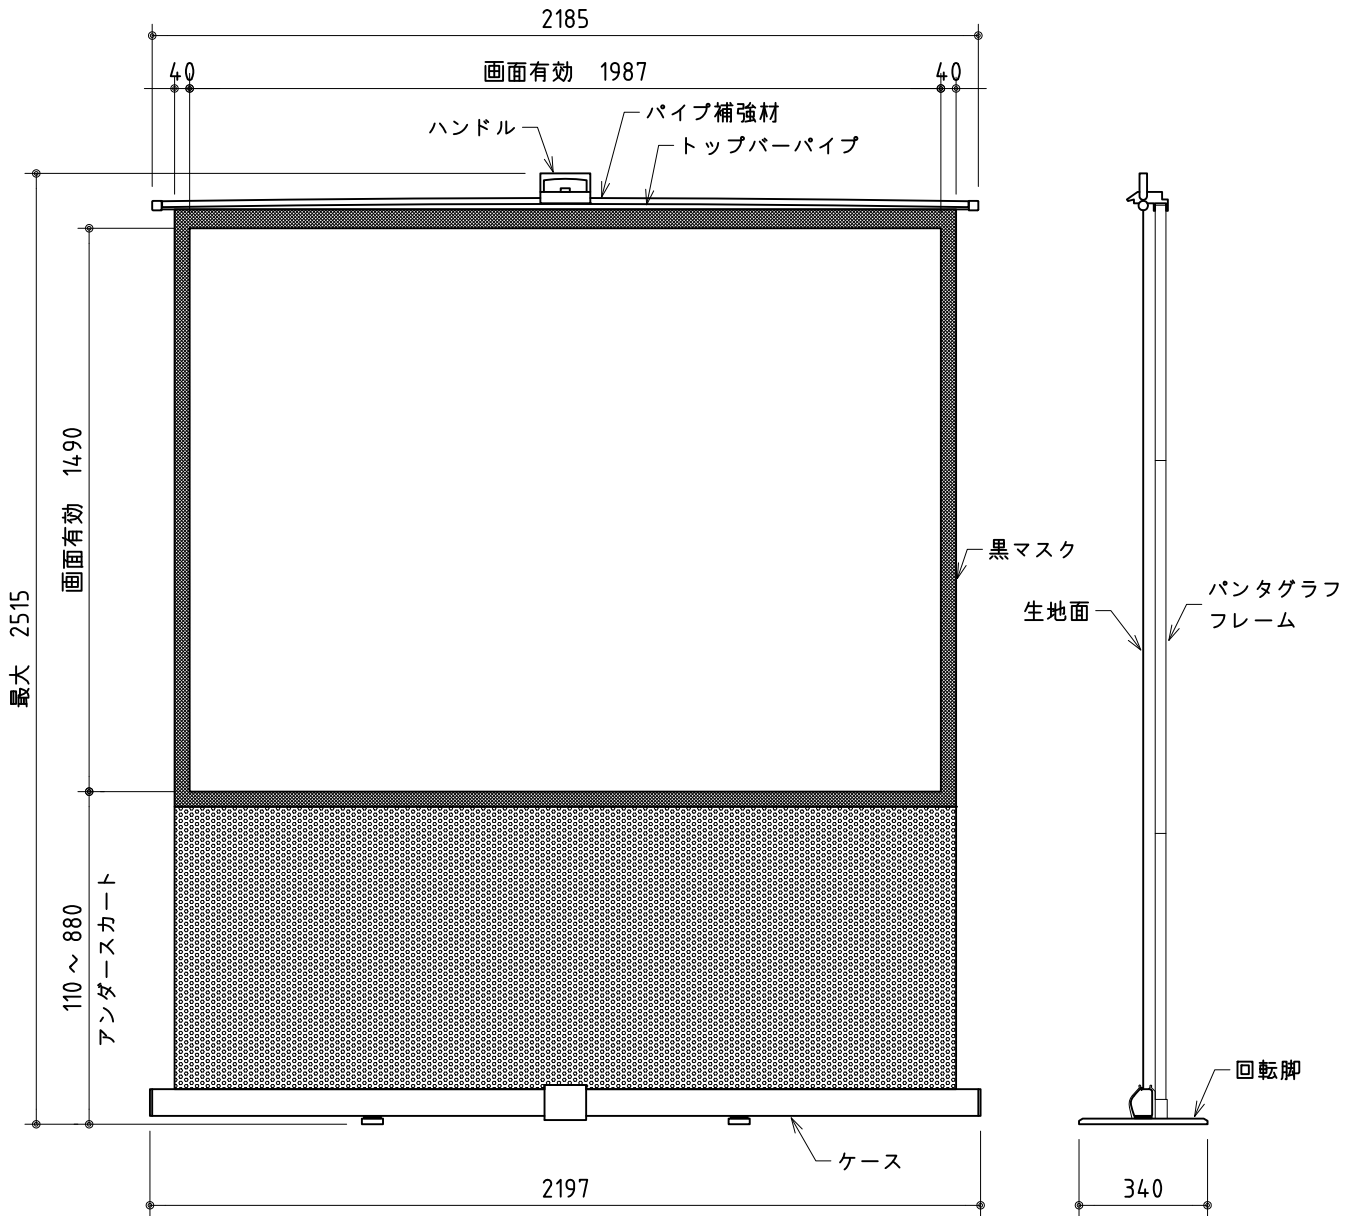 2185
40
画面有効 1987
40
パイプ補強材
ハンドル
トップバーパイプ
画面有効 1490
最大 2515
黒マスク
生地面
パンタグラフ
フレーム
110～880
アンダースカート
回転脚
ケース
2197
340